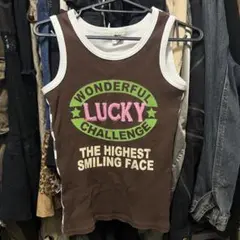 WONDERFUL
LUCKY
CHALLENGE
THE HIGHEST
SMILING FACE